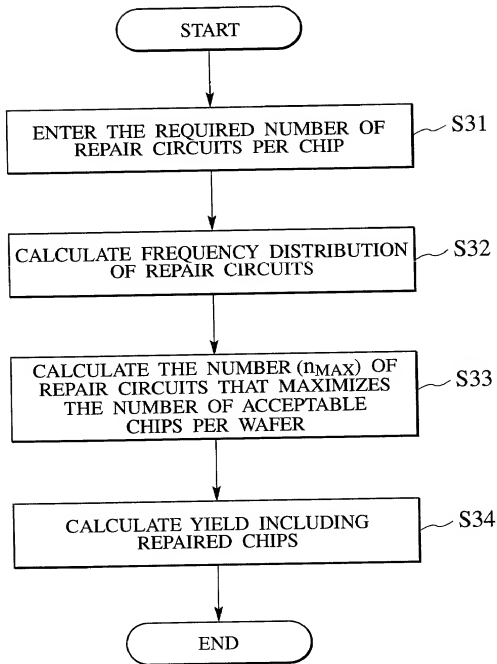 START
ENTER THE REQUIRED NUMBER OF
REPAIR CIRCUITS PER CHIP
S31
CALCULATE FREQUENCY DISTRIBUTION
OF REPAIR CIRCUITS
S32
CALCULATE THE NUMBER (nMAX) OF
REPAIR CIRCUITS THAT MAXIMIZES
THE NUMBER OF ACCEPTABLE
CHIPS PER WAFER
S33
CALCULATE YIELD INCLUDING
REPAIRED CHIPS
S34
END